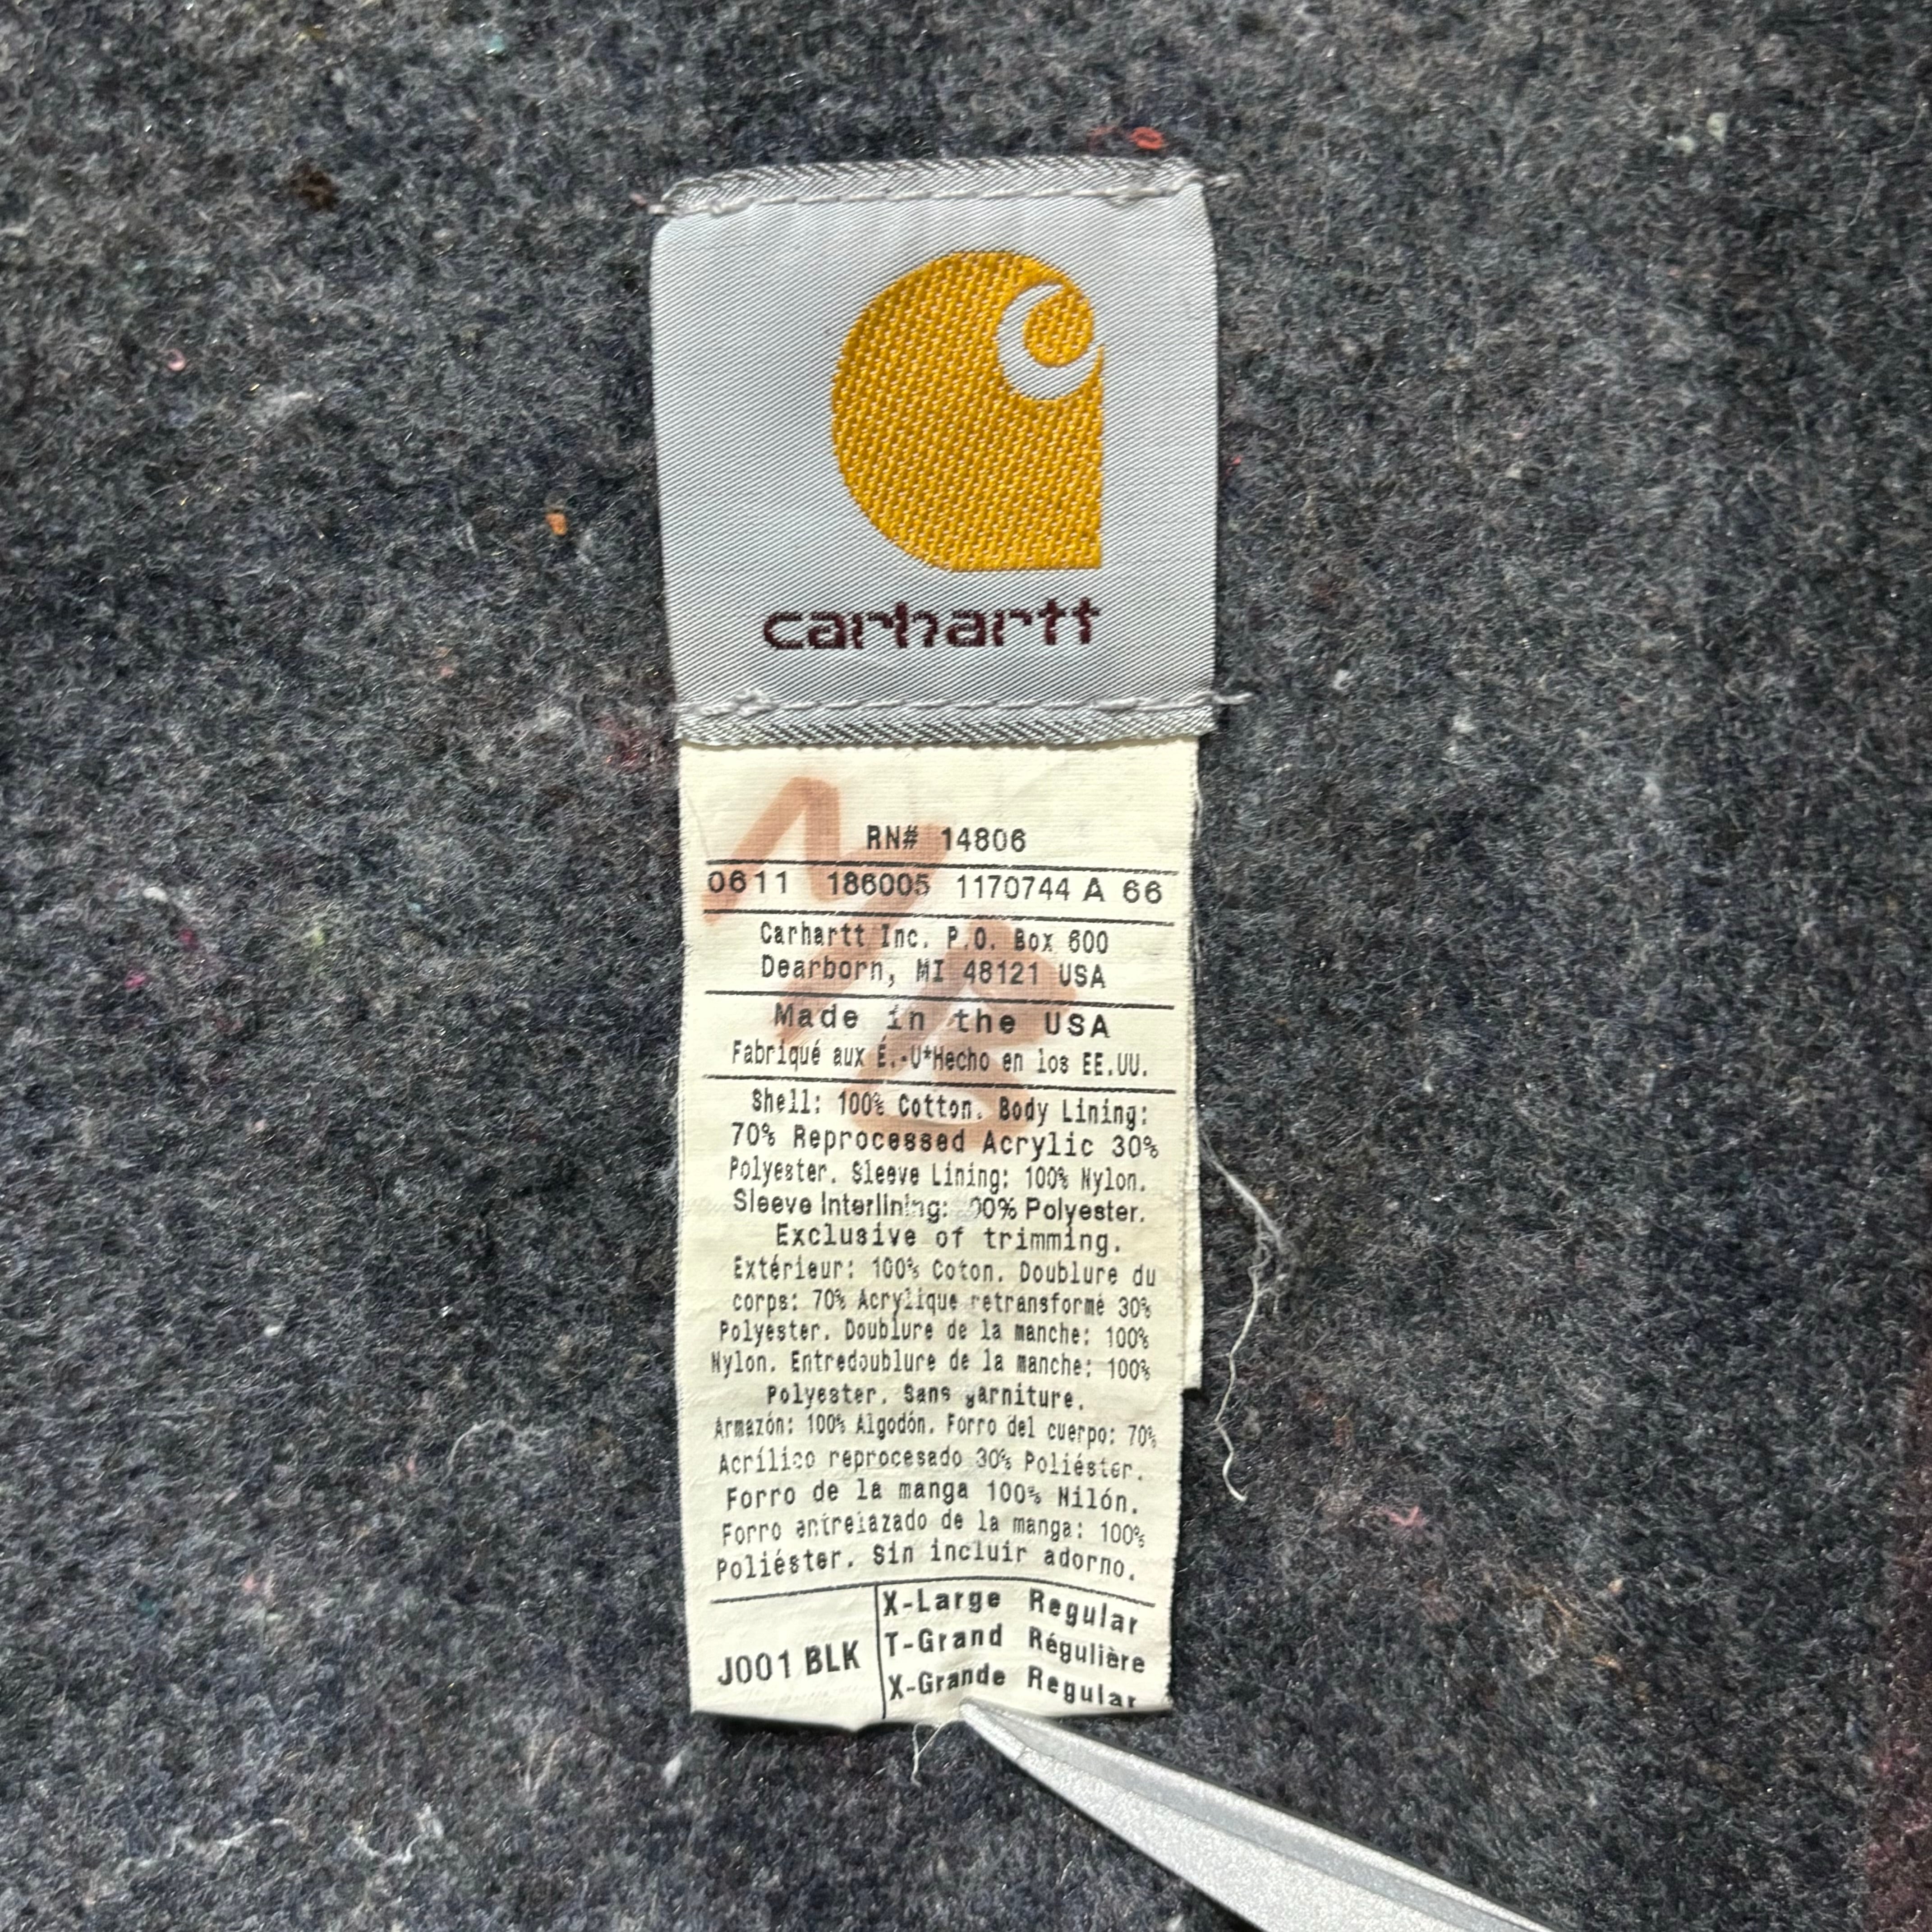 carhartt
RN# 14806
0611 186005 1170744 A 66
Carhartt Inc. P.O. Box 600
Dearborn, MI 48121 USA
Made in the USA
Fabriqué aux É.-U*Hecho en los EE.UU.
Shell: 100% Cotton. Body Lining:
70% Reprocessed Acrylic 30%
Polyester. Sleeve Lining: 100% Nylon.
Sleeve Interlining: 00% Polyester.
Exclusive of trimming.
Extérieur: 100% Coton. Doublure du
corps: 70% Acrylique retransformé 30%
Polyester. Doublure de la manche: 100%
Nylon. Entredoublure de la manche: 100%
Polyester. Sans garniture.
Armazón: 100% Algodón. Forro del cuerpo: 70%
Acrílico reprocesado 30% Poliéster.
Forro de la manga 100% Nilón.
Forro entrelazado de la manga: 100%
Poliéster. Sin incluir adorno.
J001 BLK
X-Large Regular
T-Grand Régulière
X-Grande Regular